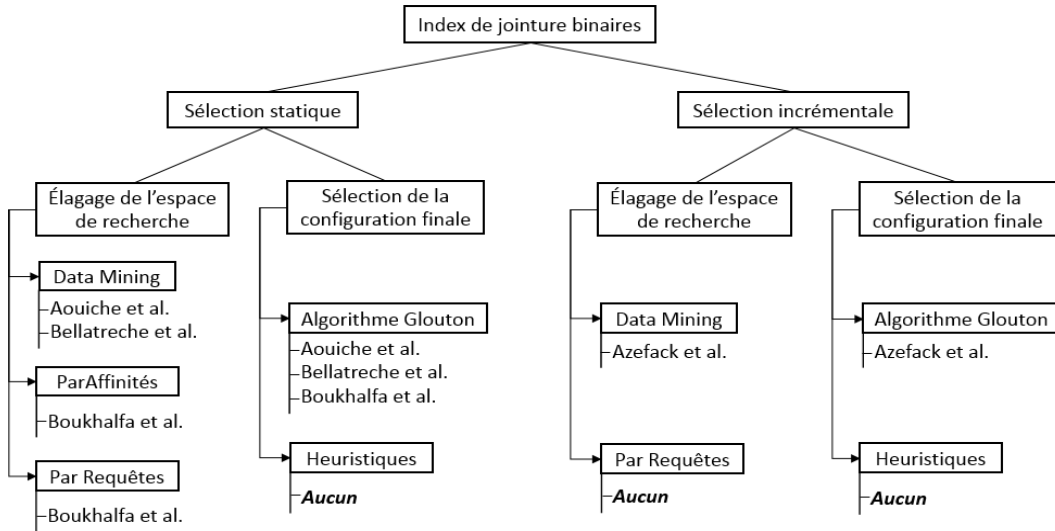 Index de jointure binaires
Sélection statique
Sélection incrémentale
Élagage de l'espace
de recherche
Sélection de la
configuration finale
Élagage de l'espace
de recherche
Sélection de la
configuration finale
Data Mining
Aouiche et al.
Bellatreche et al.
ParAffinités
Boukhalfa et al.
Par Requêtes
Boukhalfa et al.
Algorithme Glouton
Aouiche et al.
Bellatreche et al.
Boukhalfa et al.
Heuristiques
Aucun
Data Mining
Azefack et al.
Par Requêtes
Aucun
Algorithme Glouton
Azefack et al.
Heuristiques
Aucun